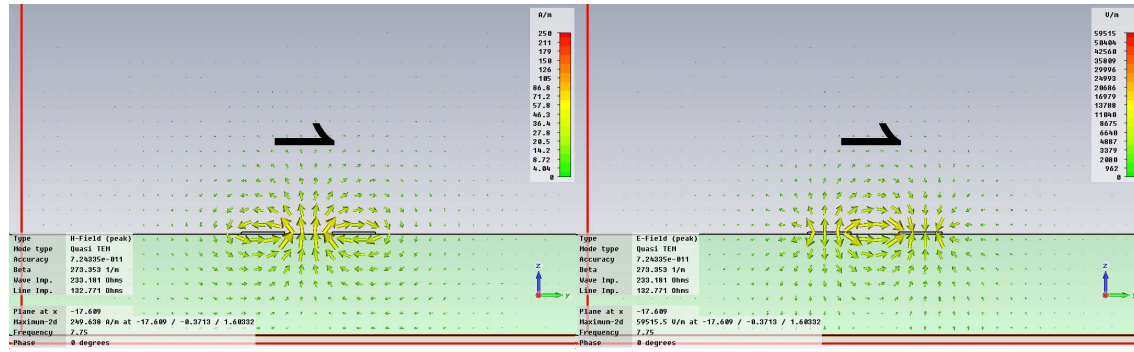 A/m
250
211
179
150
126
105
86.8
71.2
57.8
46.3
36.4
27.8
20.5
14.2
8.72
4.04
0
1
Type H-Field (peak)
Mode type Quasi TEM
Accuracy 7.24335e-011
Beta 273.353 1/m
Wave Imp. 233.181 Ohms
Line Imp. 132.771 Ohms
Plane at x -17.609
Maximum-2d 249.638 A/m at -17.609 / -0.3713 / 1.60332
Frequency 7.75
Phase 0 degrees
z
y
V/m
59515
50404
42560
35809
29996
24993
20686
16979
13788
11040
8675
6640
4887
3379
2080
962
0
1
Type E-Field (peak)
Mode type Quasi TEM
Accuracy 7.24335e-011
Beta 273.353 1/m
Wave Imp. 233.181 Ohms
Line Imp. 132.771 Ohms
Plane at x -17.609
Maximum-2d 59515.5 V/m at -17.609 / -0.3713 / 1.60332
Frequency 7.75
Phase 0 degrees
z
y